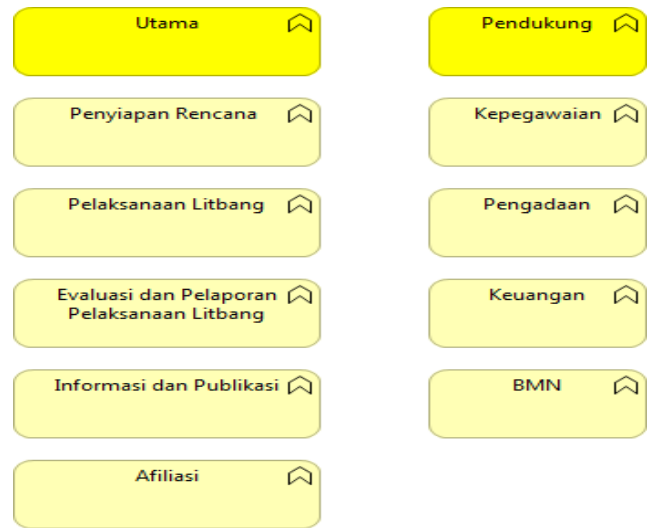 Utama
Penyiapan Rencana
Pelaksanaan Litbang
Evaluasi dan Pelaporan
Pelaksanaan Litbang
Informasi dan Publikasi
Afiliasi
Pendukung
Kepegawaian
Pengadaan
Keuangan
BMN